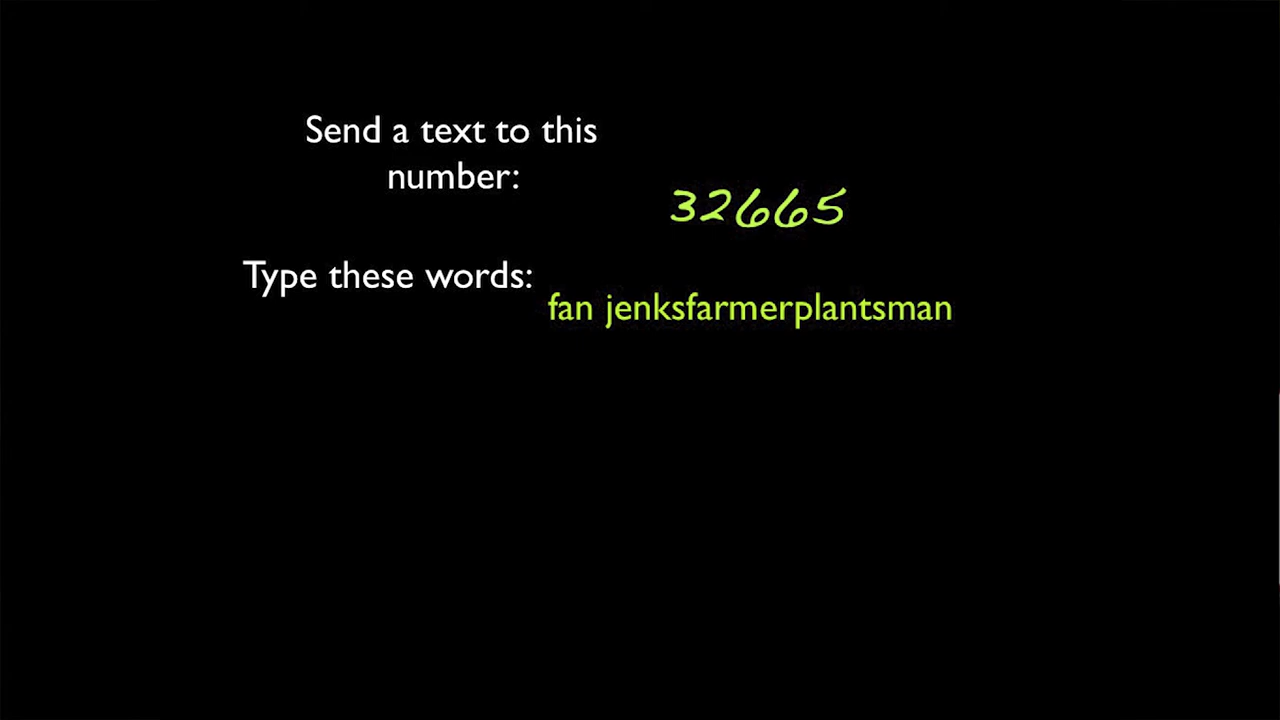 Send a text to this
number:
32665
Type these words:
fan jenksfarmerplantsman